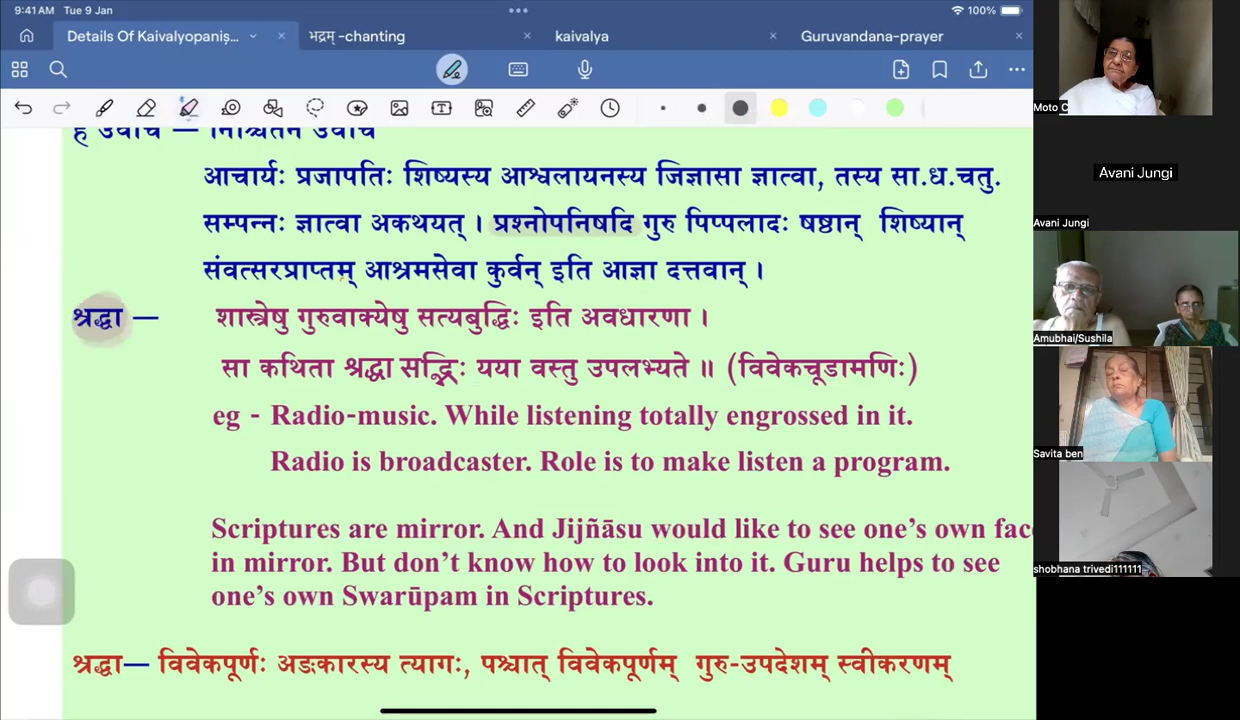 9:41 AM Tue 9 Jan
100%
Details Of Kaivalyopaniṣ...
भद्रम् -chanting
kaivalya
Guruvandana-prayer
ह उवाच — निश्चितेन उवाच
आचार्यः प्रजापतिः शिष्यस्य आश्वलायनस्य जिज्ञासा ज्ञात्वा, तस्य सा.ध.चतु.
सम्पन्नः ज्ञात्वा अकथयत् । प्रश्नोपनिषदि गुरु पिप्पलादः षष्ठान् शिष्यान्
संवत्सरप्राप्तम् आश्रमसेवा कुर्वन् इति आज्ञा दत्तवान् ।
श्रद्धा — शास्त्रेषु गुरुवाक्येषु सत्यबुद्धिः इति अवधारणा ।
सा कथिता श्रद्धा सद्भिः यया वस्तु उपलभ्यते ॥ (विवेकचूडामणिः)
eg - Radio-music. While listening totally engrossed in it.
Radio is broadcaster. Role is to make listen a program.
Scriptures are mirror. And Jijñāsu would like to see one's own face
in mirror. But don't know how to look into it. Guru helps to see
one's own Swarūpam in Scriptures.
श्रद्धा— विवेकपूर्णः अङकारस्य त्यागः, पश्चात् विवेकपूर्णम् गुरु-उपदेशम् स्वीकरणम्
Moto C
Avani Jungi
Avani Jungi
Amubhai/Sushila
Savita ben
shobhana trivedi111111